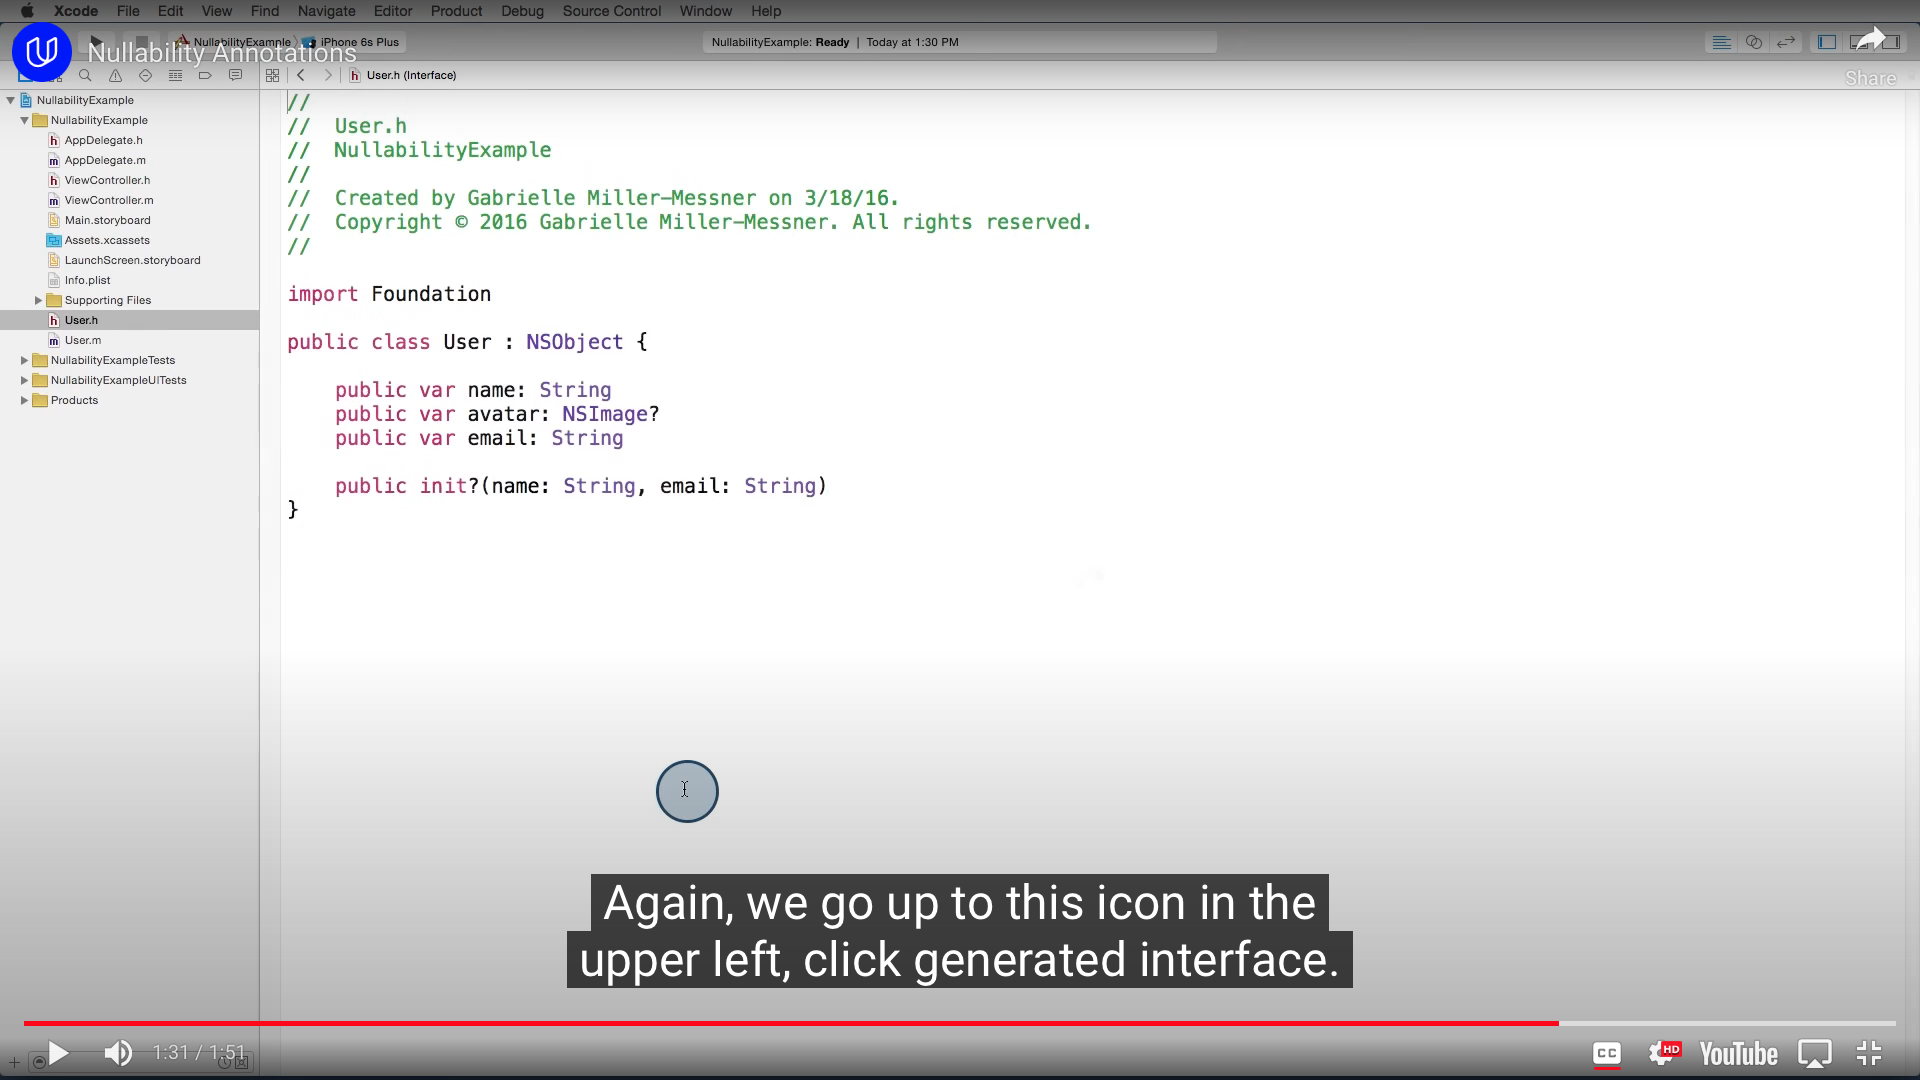 Xcode File Edit View Find Navigate Editor Product Debug Source Control Window Help
NullabilityExample iPhone 6s Plus
NullabilityExample: Ready | Today at 1:30 PM
Nullability Annotations
Share
User.h (Interface)
NullabilityExample
NullabilityExample
AppDelegate.h
AppDelegate.m
ViewController.h
ViewController.m
Main.storyboard
Assets.xcassets
LaunchScreen.storyboard
Info.plist
Supporting Files
User.h
User.m
NullabilityExampleTests
NullabilityExampleUITests
Products
//
// User.h
// NullabilityExample
//
// Created by Gabrielle Miller-Messner on 3/18/16.
// Copyright © 2016 Gabrielle Miller-Messner. All rights reserved.
//
import Foundation
public class User : NSObject {
public var name: String
public var avatar: NSImage?
public var email: String
public init?(name: String, email: String)
}
Again, we go up to this icon in the
upper left, click generated interface.
1:31 / 1:51
CC HD YouTube